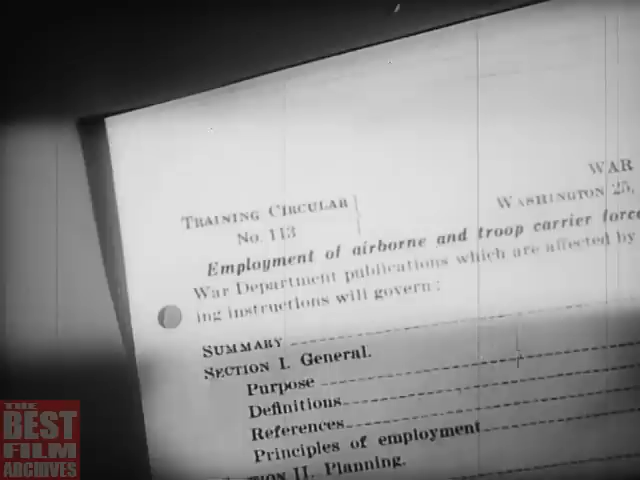 WAR
TRAINING CIRCULAR
WASHINGTON 25,
No. 113
Employment of airborne and troop carrier force
War Department publications which are affected by
ing instructions will govern:
SUMMARY
SECTION I. General.
Purpose
Definitions
References
Principles of employment
II. Planning.
THE
BEST
FILM
ARCHIVES